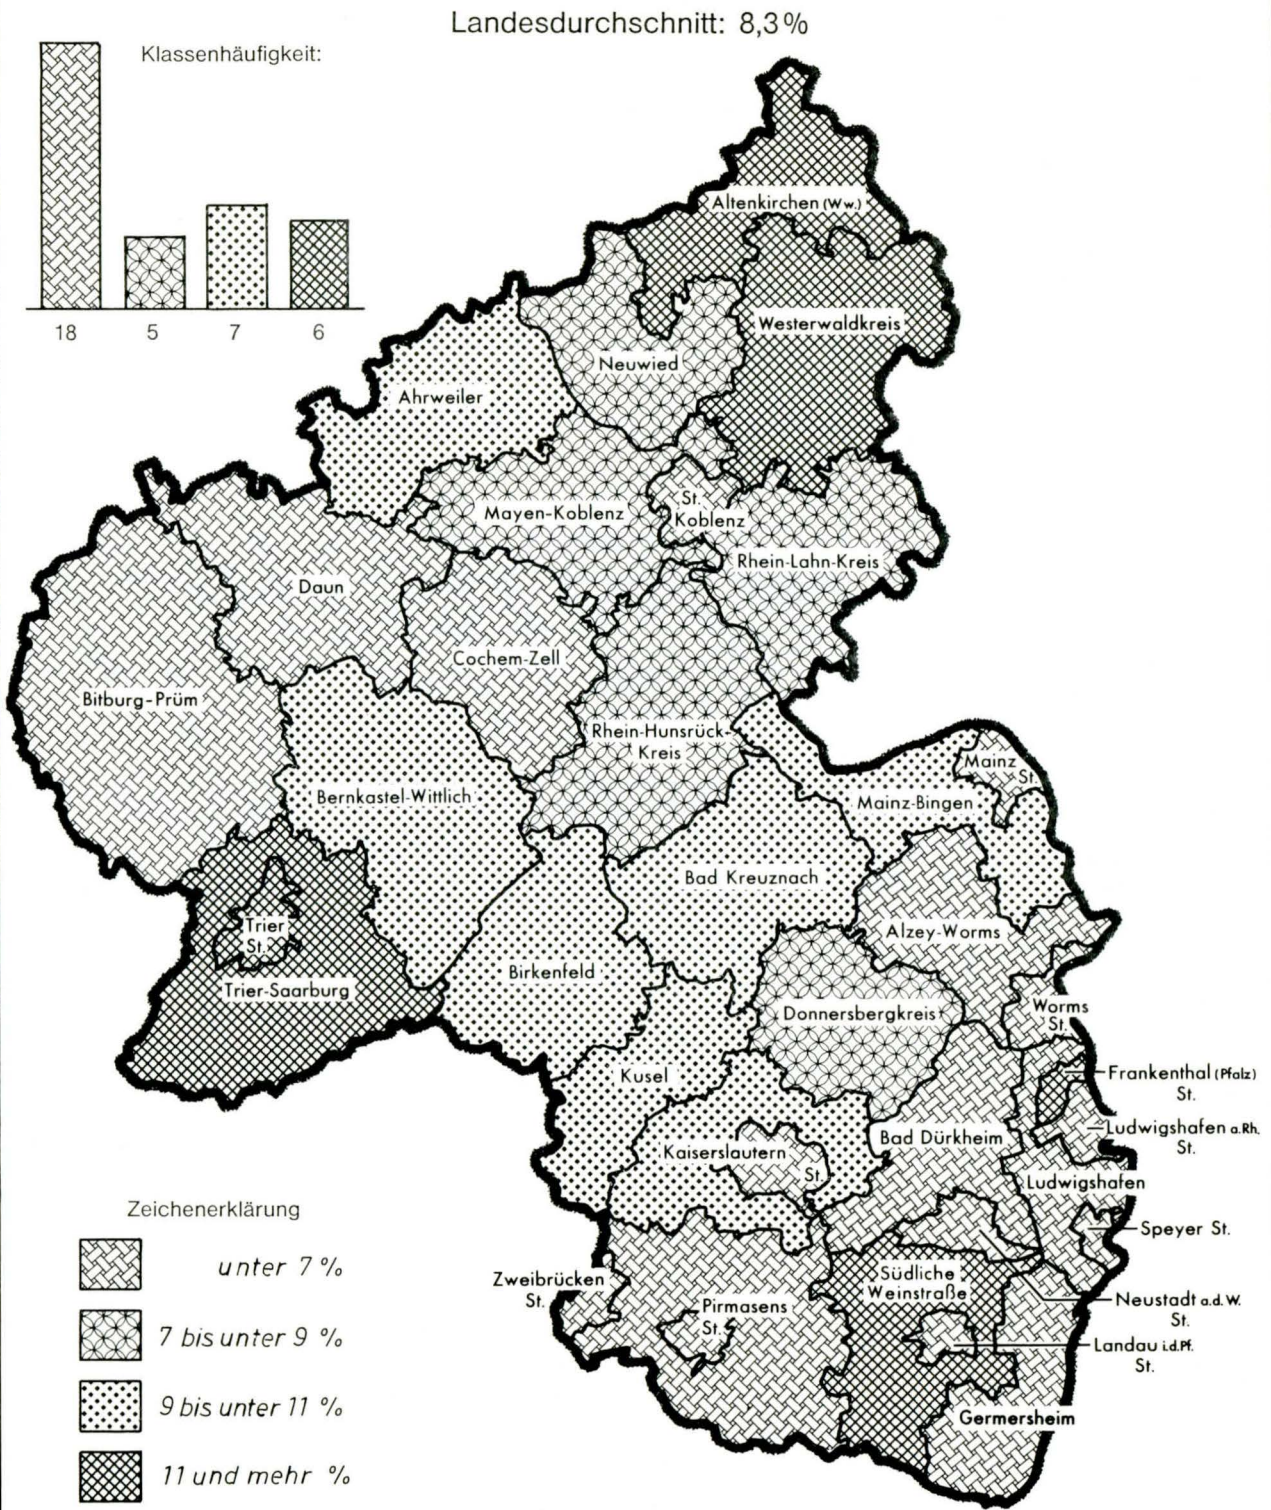 Landesdurchschnitt: 8,3%
Klassenhäufigkeit:
18 5 7 6
Altenkirchen (Ww.)
Westerwaldkreis
Neuwied
Ahrweiler
St.
Koblenz
Mayen-Koblenz
Rhein-Lahn-Kreis
Daun
Cochem-Zell
Bitburg-Prüm
Rhein-Hunsrück-
Kreis
Mainz
St.
Bernkastel-Wittlich
Mainz-Bingen
Bad Kreuznach
Trier
St.
Alzey-Worms
Birkenfeld
Trier-Saarburg
Donnersbergkreis
Worms
St.
Kusel
Frankenthal (Pfalz)
St.
Ludwigshafen a.Rh.
St.
Bad Dürkheim
Kaiserslautern
St.
Ludwigshafen
Speyer St.
Zweibrücken
St.
Südliche
Weinstraße
Pirmasens
St.
Neustadt a.d.W.
St.
Landau i.d.Pf.
St.
Germersheim
Zeichenerklärung
unter 7 %
7 bis unter 9 %
9 bis unter 11 %
11 und mehr %